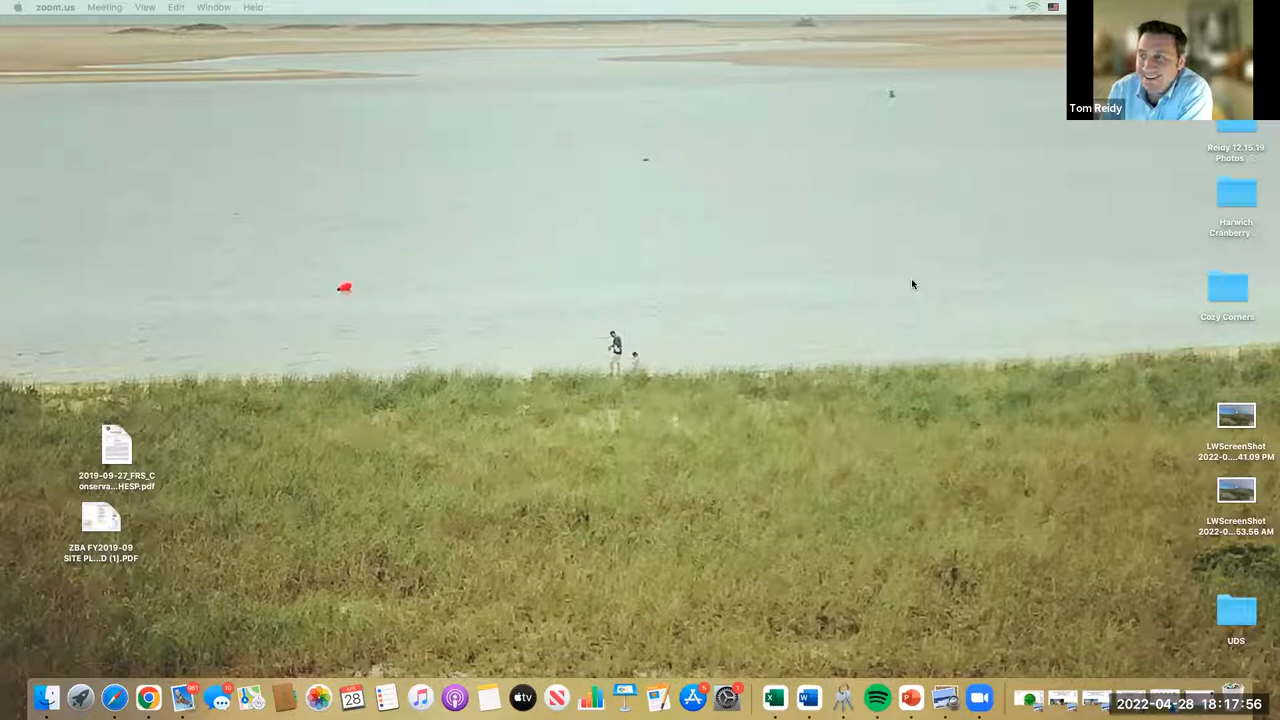 zoom.us Meeting View Edit Window Help
Tom Reidy
Reidy 12.15.19
Photos
Harwich
Cranberry...
Cozy Corners
2019-09-27_FRS_C
onserva...HESP.pdf
ZBA FY2019-09
SITE PL...D (1).PDF
LWScreenShot
2022-0....41.09 PM
LWScreenShot
2022-0...53.56 AM
UDS
28
tv
2022-04-28 18:17:56